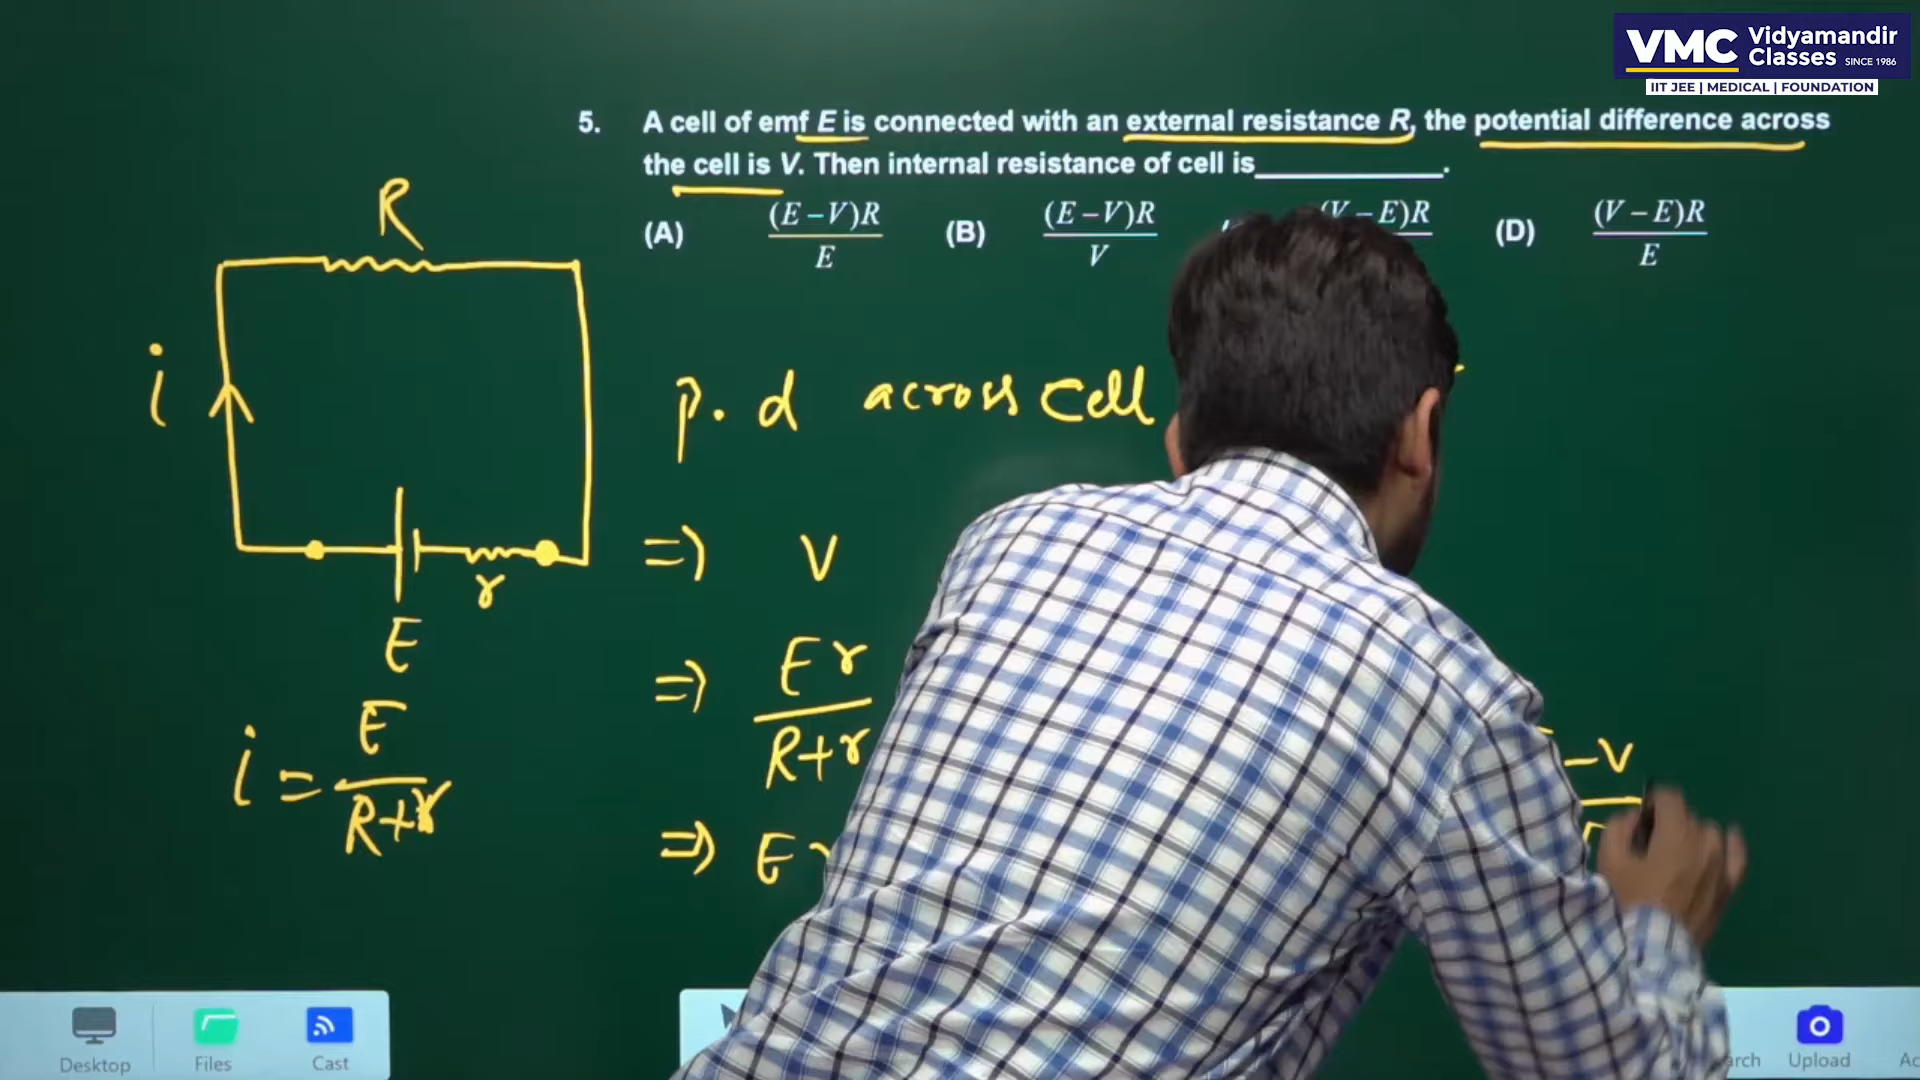 VMC Vidyamandir Classes SINCE 1986
IIT JEE | MEDICAL | FOUNDATION
5. A cell of emf E is connected with an external resistance R, the potential difference across
the cell is V. Then internal resistance of cell is_____________.
(A) (E – V)R / E (B) (E – V)R / V (V – E)R (D) (V – E)R / E
R
i
p. d across cell
=> V
r
E
=> Er / R+r
i = E / R+r
–V
=> E
Desktop
Files
Cast
Upload